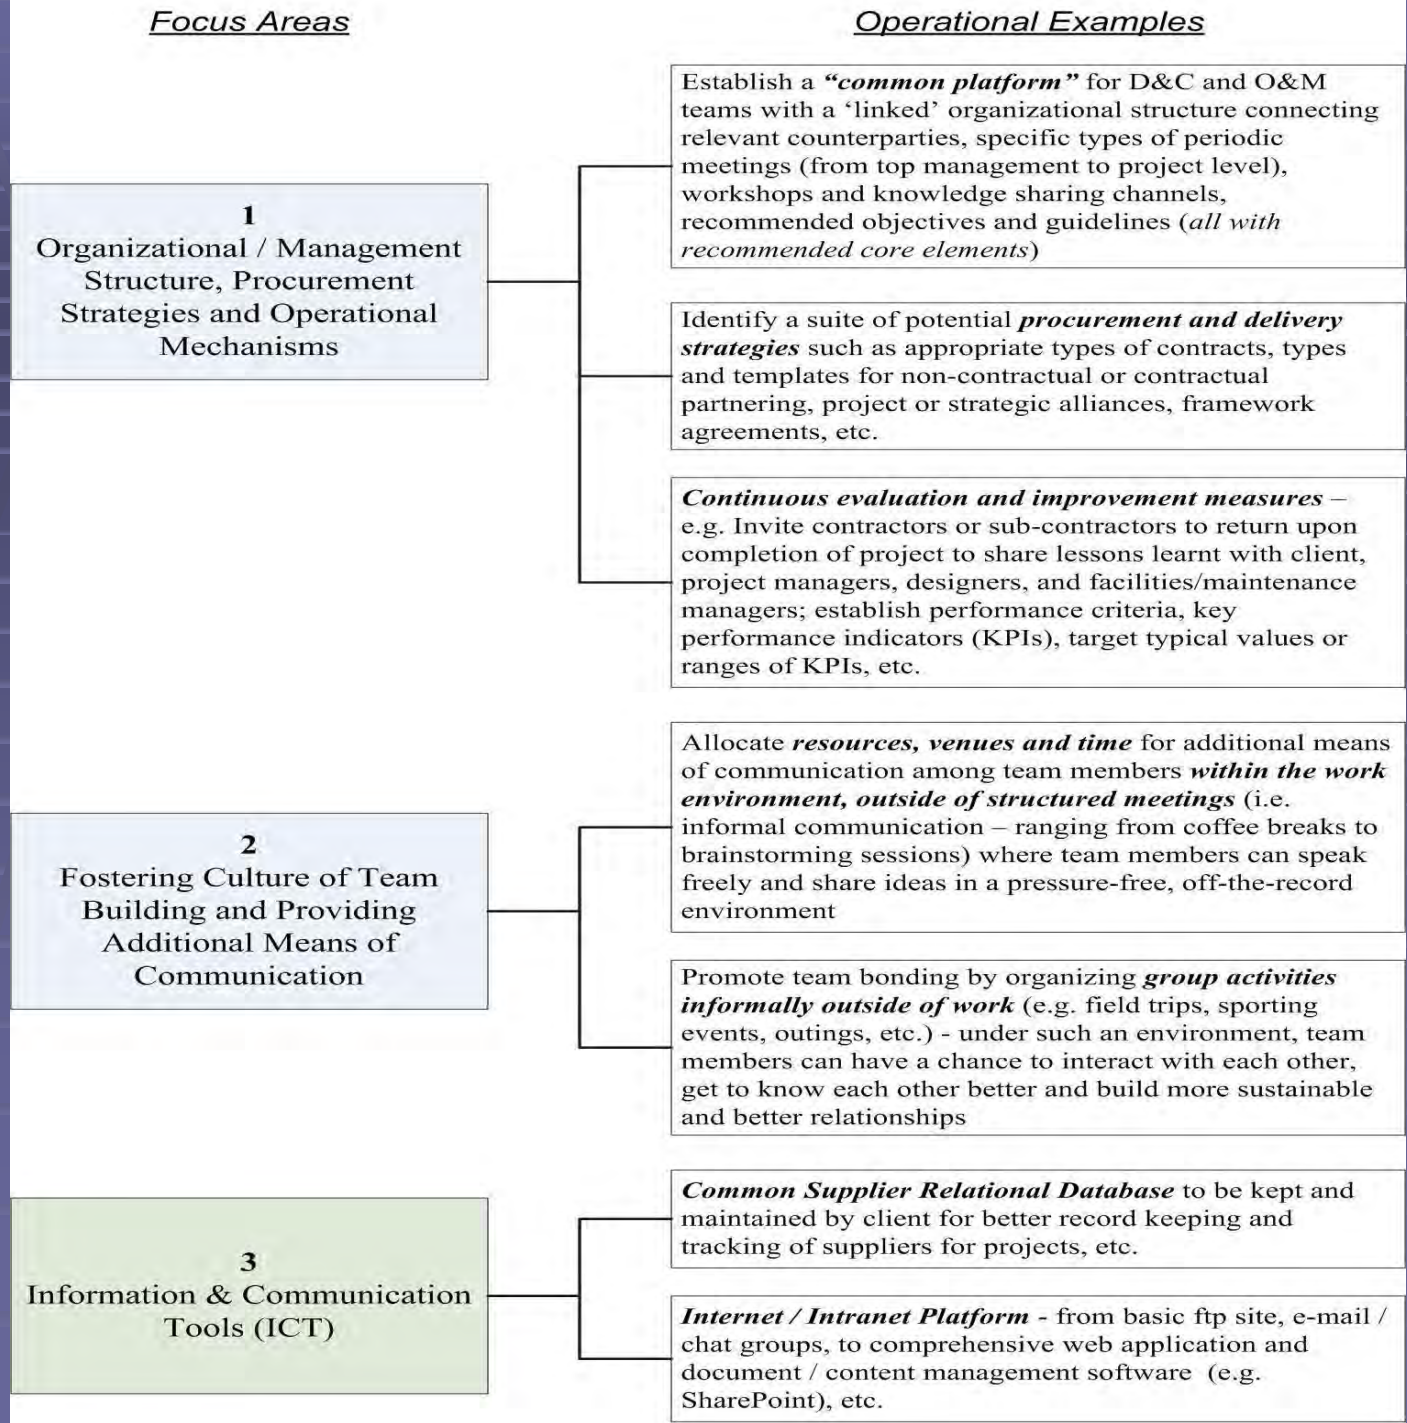 Focus Areas
Operational Examples
1
Organizational / Management
Structure, Procurement
Strategies and Operational
Mechanisms
Establish a “common platform” for D&C and O&M
teams with a ‘linked’ organizational structure connecting
relevant counterparties, specific types of periodic
meetings (from top management to project level),
workshops and knowledge sharing channels,
recommended objectives and guidelines (all with
recommended core elements)
Identify a suite of potential procurement and delivery
strategies such as appropriate types of contracts, types
and templates for non-contractual or contractual
partnering, project or strategic alliances, framework
agreements, etc.
Continuous evaluation and improvement measures –
e.g. Invite contractors or sub-contractors to return upon
completion of project to share lessons learnt with client,
project managers, designers, and facilities/maintenance
managers; establish performance criteria, key
performance indicators (KPIs), target typical values or
ranges of KPIs, etc.
2
Fostering Culture of Team
Building and Providing
Additional Means of
Communication
Allocate resources, venues and time for additional means
of communication among team members within the work
environment, outside of structured meetings (i.e.
informal communication – ranging from coffee breaks to
brainstorming sessions) where team members can speak
freely and share ideas in a pressure-free, off-the-record
environment
Promote team bonding by organizing group activities
informally outside of work (e.g. field trips, sporting
events, outings, etc.) - under such an environment, team
members can have a chance to interact with each other,
get to know each other better and build more sustainable
and better relationships
3
Information & Communication
Tools (ICT)
Common Supplier Relational Database to be kept and
maintained by client for better record keeping and
tracking of suppliers for projects, etc.
Internet / Intranet Platform - from basic ftp site, e-mail /
chat groups, to comprehensive web application and
document / content management software (e.g.
SharePoint), etc.